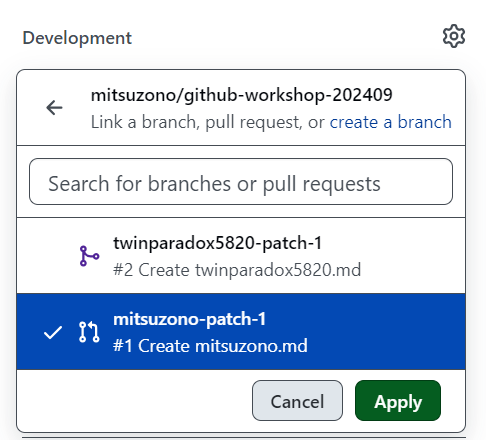 Development
mitsuzono/github-workshop-202409
Link a branch, pull request, or create a branch
Search for branches or pull requests
twinparadox5820-patch-1
#2 Create twinparadox5820.md
mitsuzono-patch-1
#1 Create mitsuzono.md
Cancel Apply